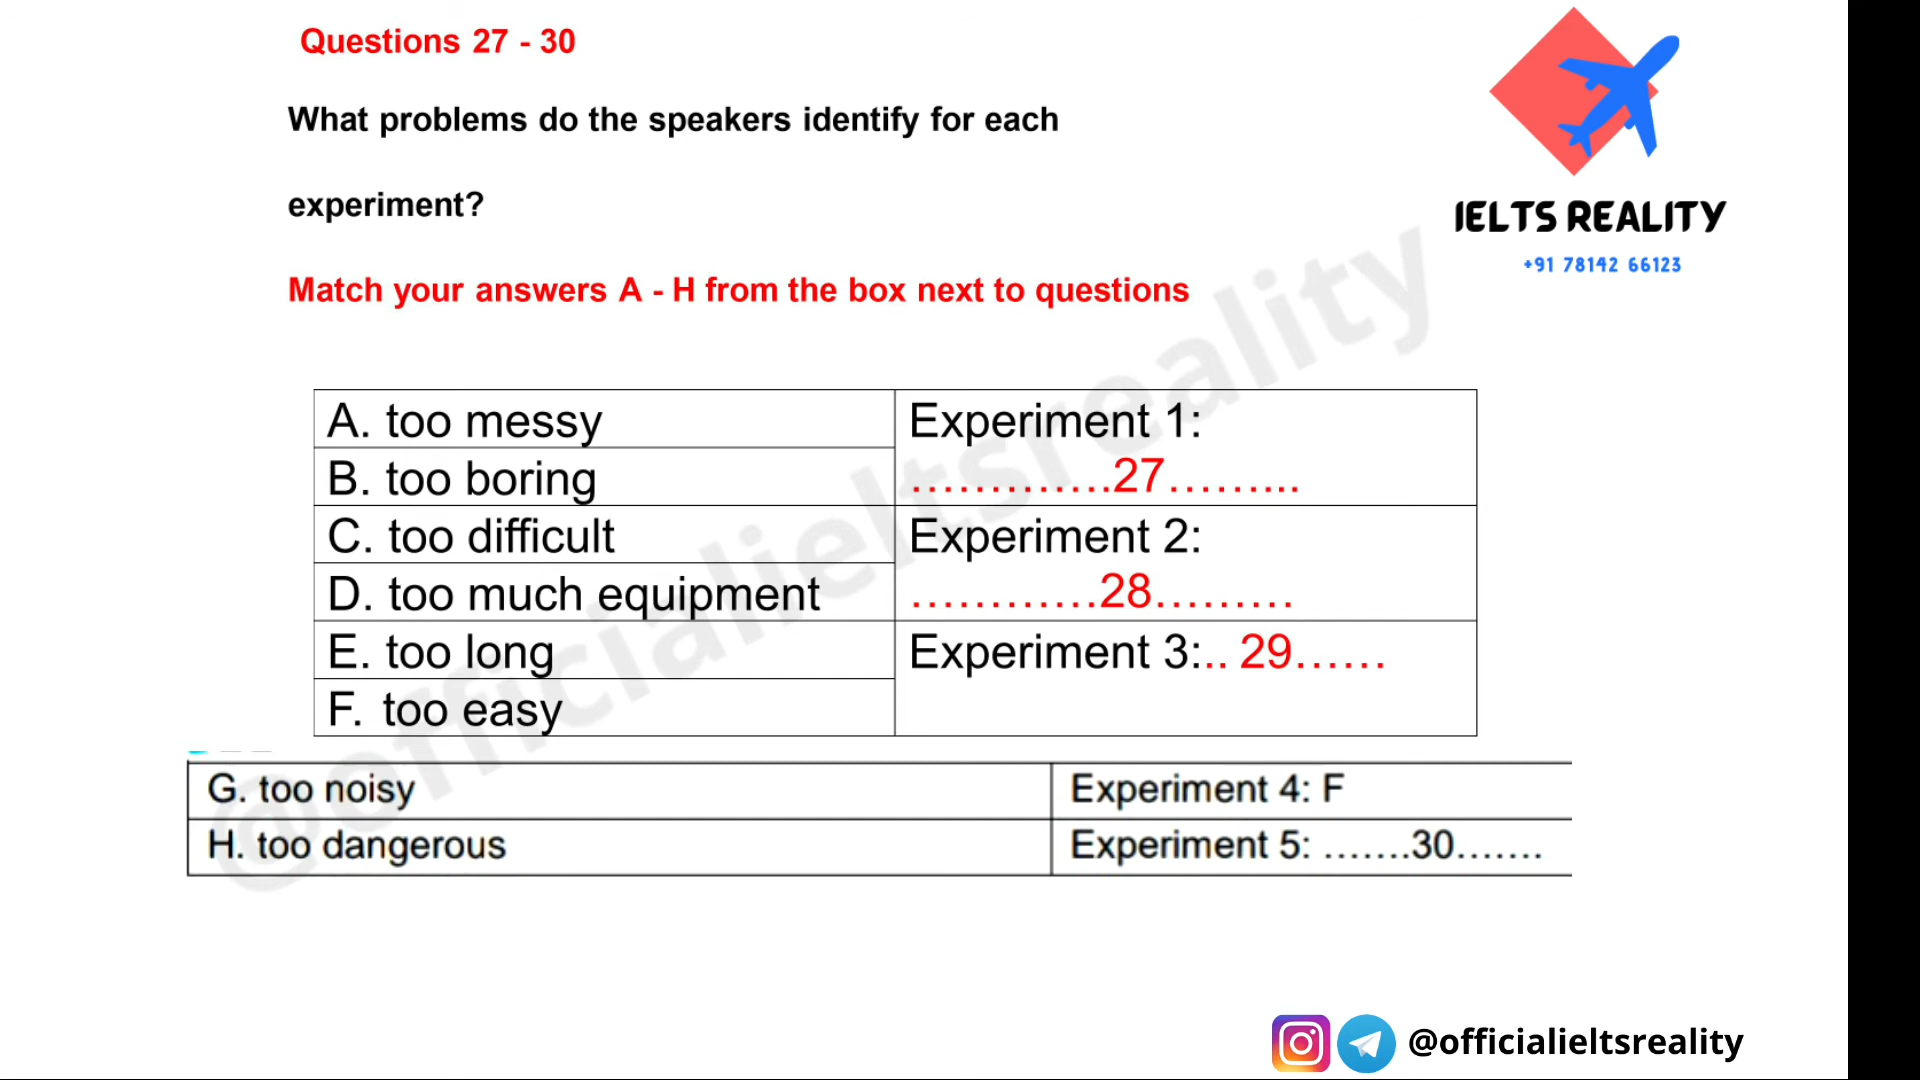 Questions 27 - 30
What problems do the speakers identify for each
experiment?
Match your answers A - H from the box next to questions
IELTS REALITY
+91 78142 66123
A. too messy
B. too boring
C. too difficult
D. too much equipment
E. too long
F. too easy
Experiment 1:
………….27……...
Experiment 2:
…………28………
Experiment 3:.. 29……
G. too noisy
Experiment 4: F
H. too dangerous
Experiment 5: …….30…….
@officialieltsreality
@officialieltsreality